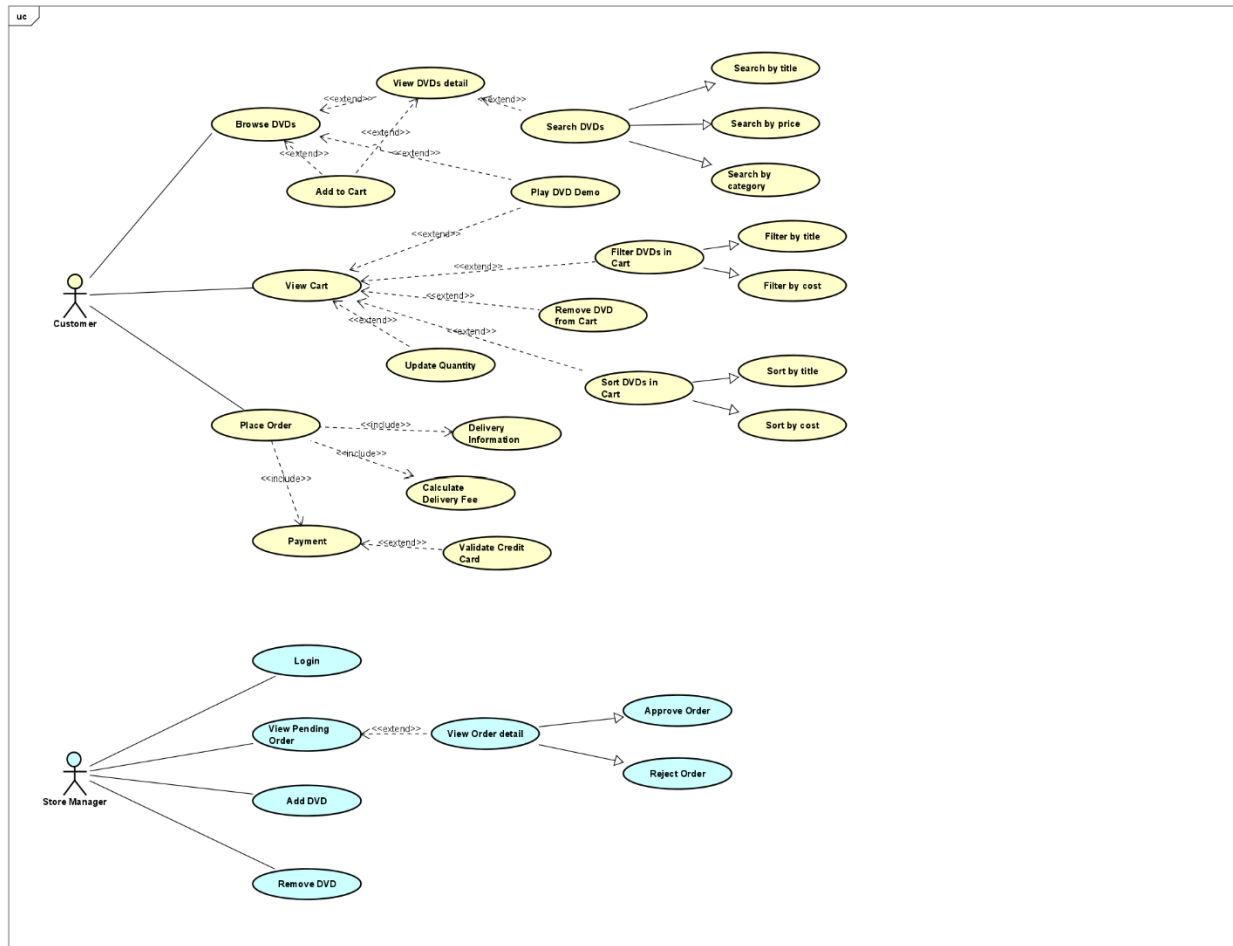 uc
Search by title
View DVDs detail
<<extend>>
<<extend>>
Browse DVDs
Search DVDs
Search by price
<<extend>>
<<extend>>
<<extend>>
Search by
category
Add to Cart
Play DVD Demo
<<extend>>
Filter by title
Filter DVDs in
Cart
<<extend>>
View Cart
Filter by cost
<<extend>>
Remove DVD
from Cart
Customer
<<extend>>
<<extend>>
Update Quantity
Sort by title
Sort DVDs in
Cart
Place Order
<<include>>
Delivery
Information
Sort by cost
<<include>>
<<include>>
Calculate
Delivery Fee
Payment
<<extend>>
Validate Credit
Card
Login
Approve Order
View Pending
Order
<<extend>>
View Order detail
Reject Order
Store Manager
Add DVD
Remove DVD